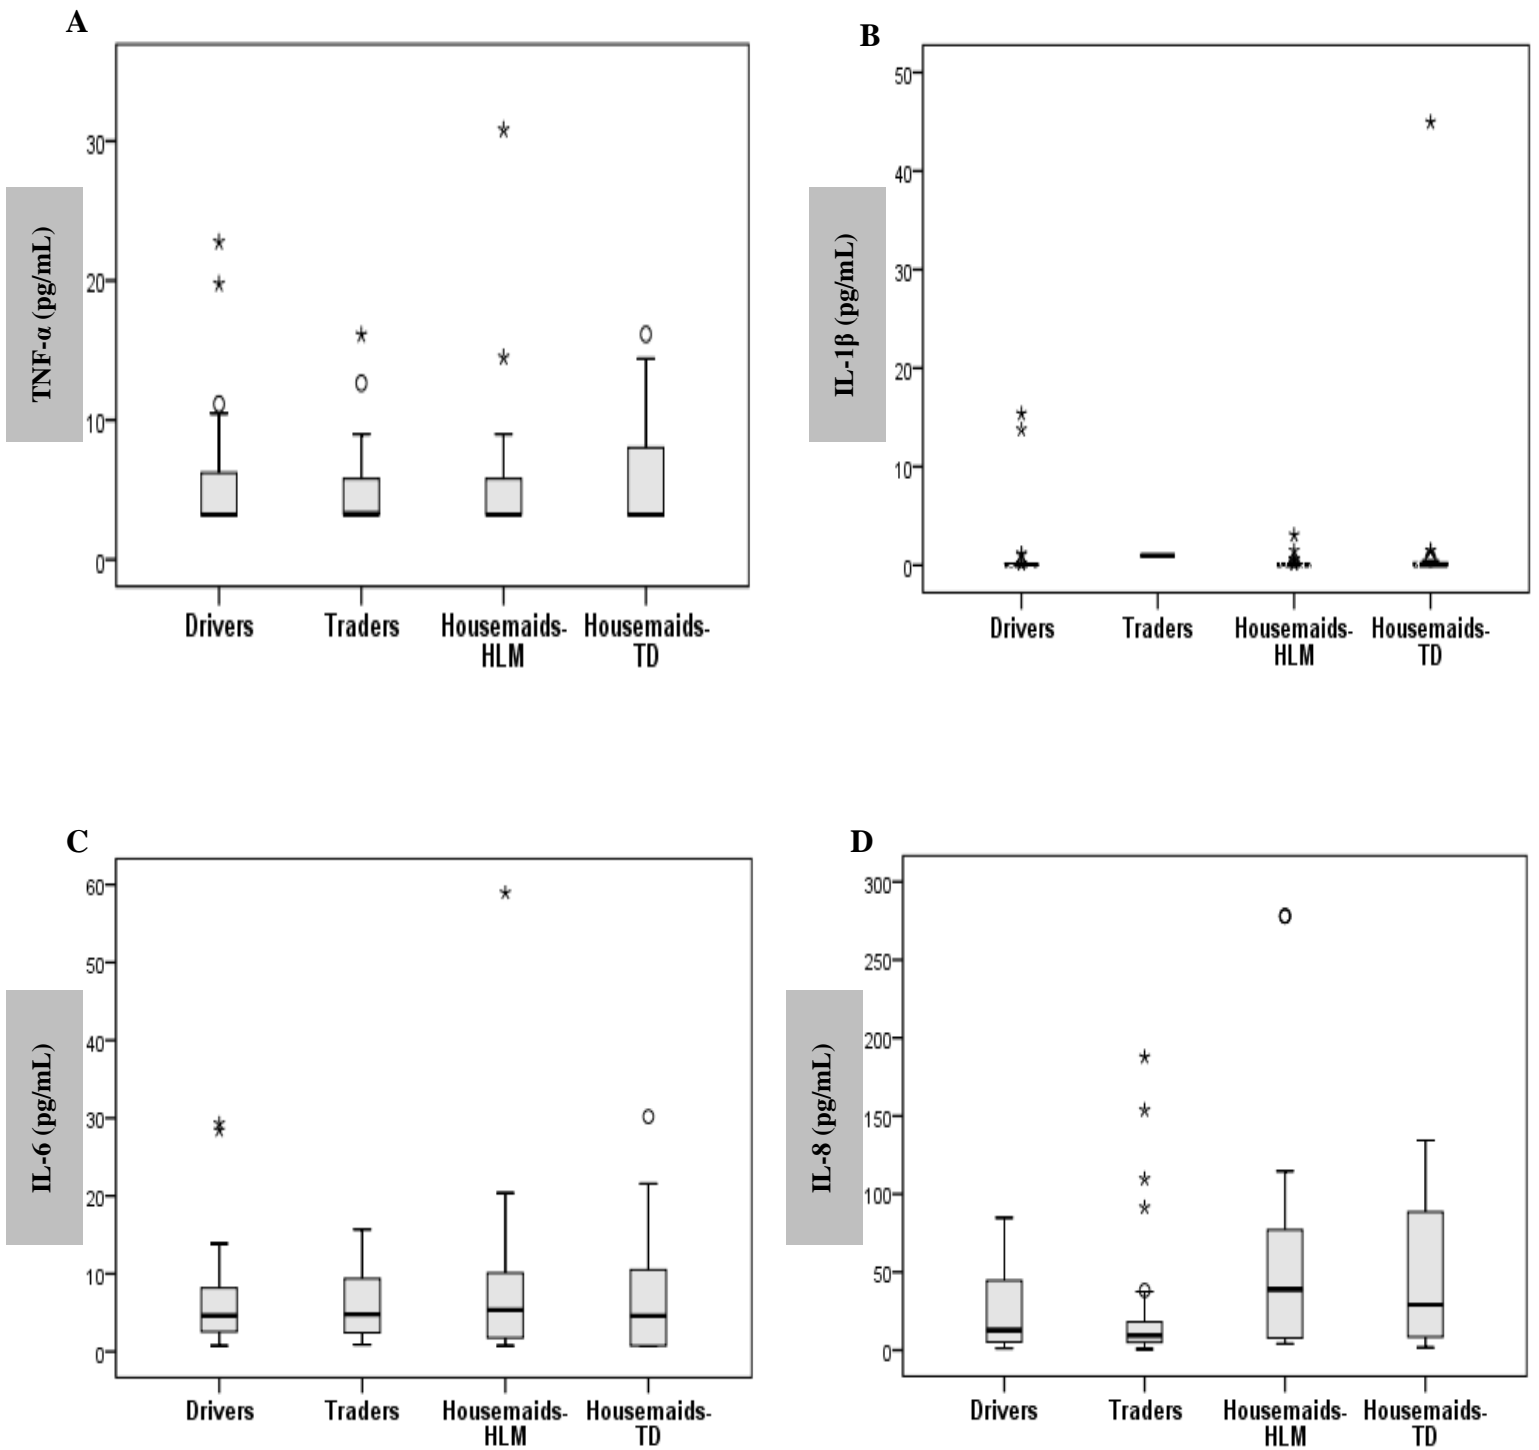 A
TNF-α (pg/mL)
30
20
10
0
Drivers
Traders
Housemaids-
HLM
Housemaids-
TD
B
IL-1β (pg/mL)
50
40
30
20
10
0
Drivers
Traders
Housemaids-
HLM
Housemaids-
TD
C
IL-6 (pg/mL)
60
50
40
30
20
10
0
Drivers
Traders
Housemaids-
HLM
Housemaids-
TD
D
IL-8 (pg/mL)
300
250
200
150
100
50
0
Drivers
Traders
Housemaids-
HLM
Housemaids-
TD